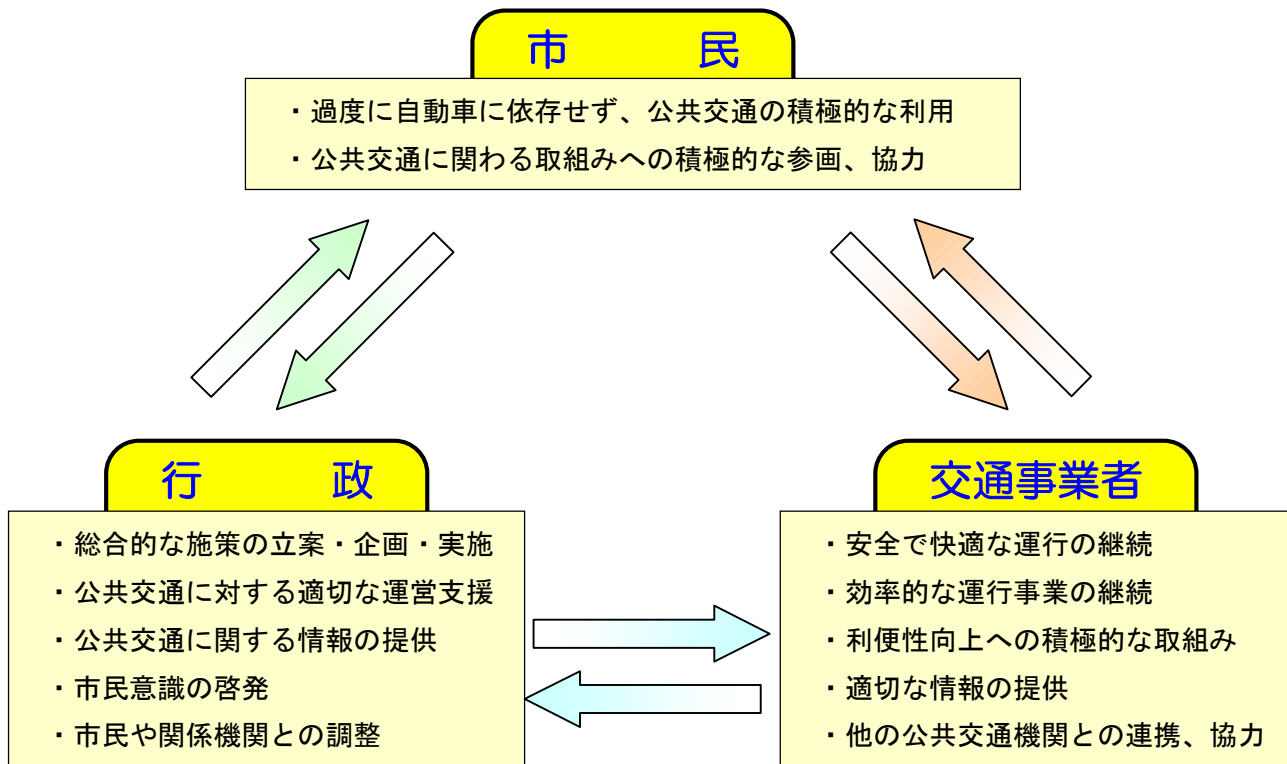 市　　　民
・過度に自動車に依存せず、公共交通の積極的な利用
・公共交通に関わる取組みへの積極的な参画、協力
行　　　政
・総合的な施策の立案・企画・実施
・公共交通に対する適切な運営支援
・公共交通に関する情報の提供
・市民意識の啓発
・市民や関係機関との調整
交通事業者
・安全で快適な運行の継続
・効率的な運行事業の継続
・利便性向上への積極的な取組み
・適切な情報の提供
・他の公共交通機関との連携、協力